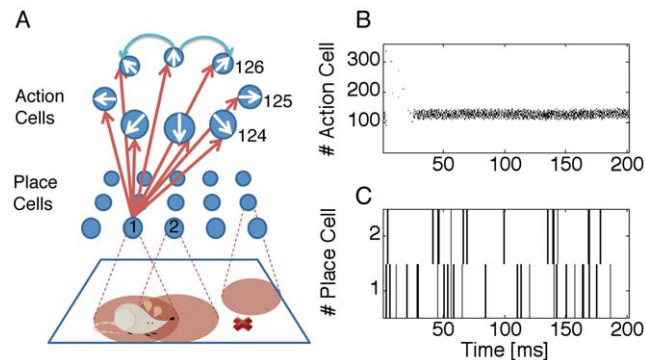 A
126
Action
Cells
125
124
Place
Cells
1 2
B
# Action Cell
300
200
100
50 100 150 200
C
# Place Cell
2
1
50 100 150 200
Time [ms]